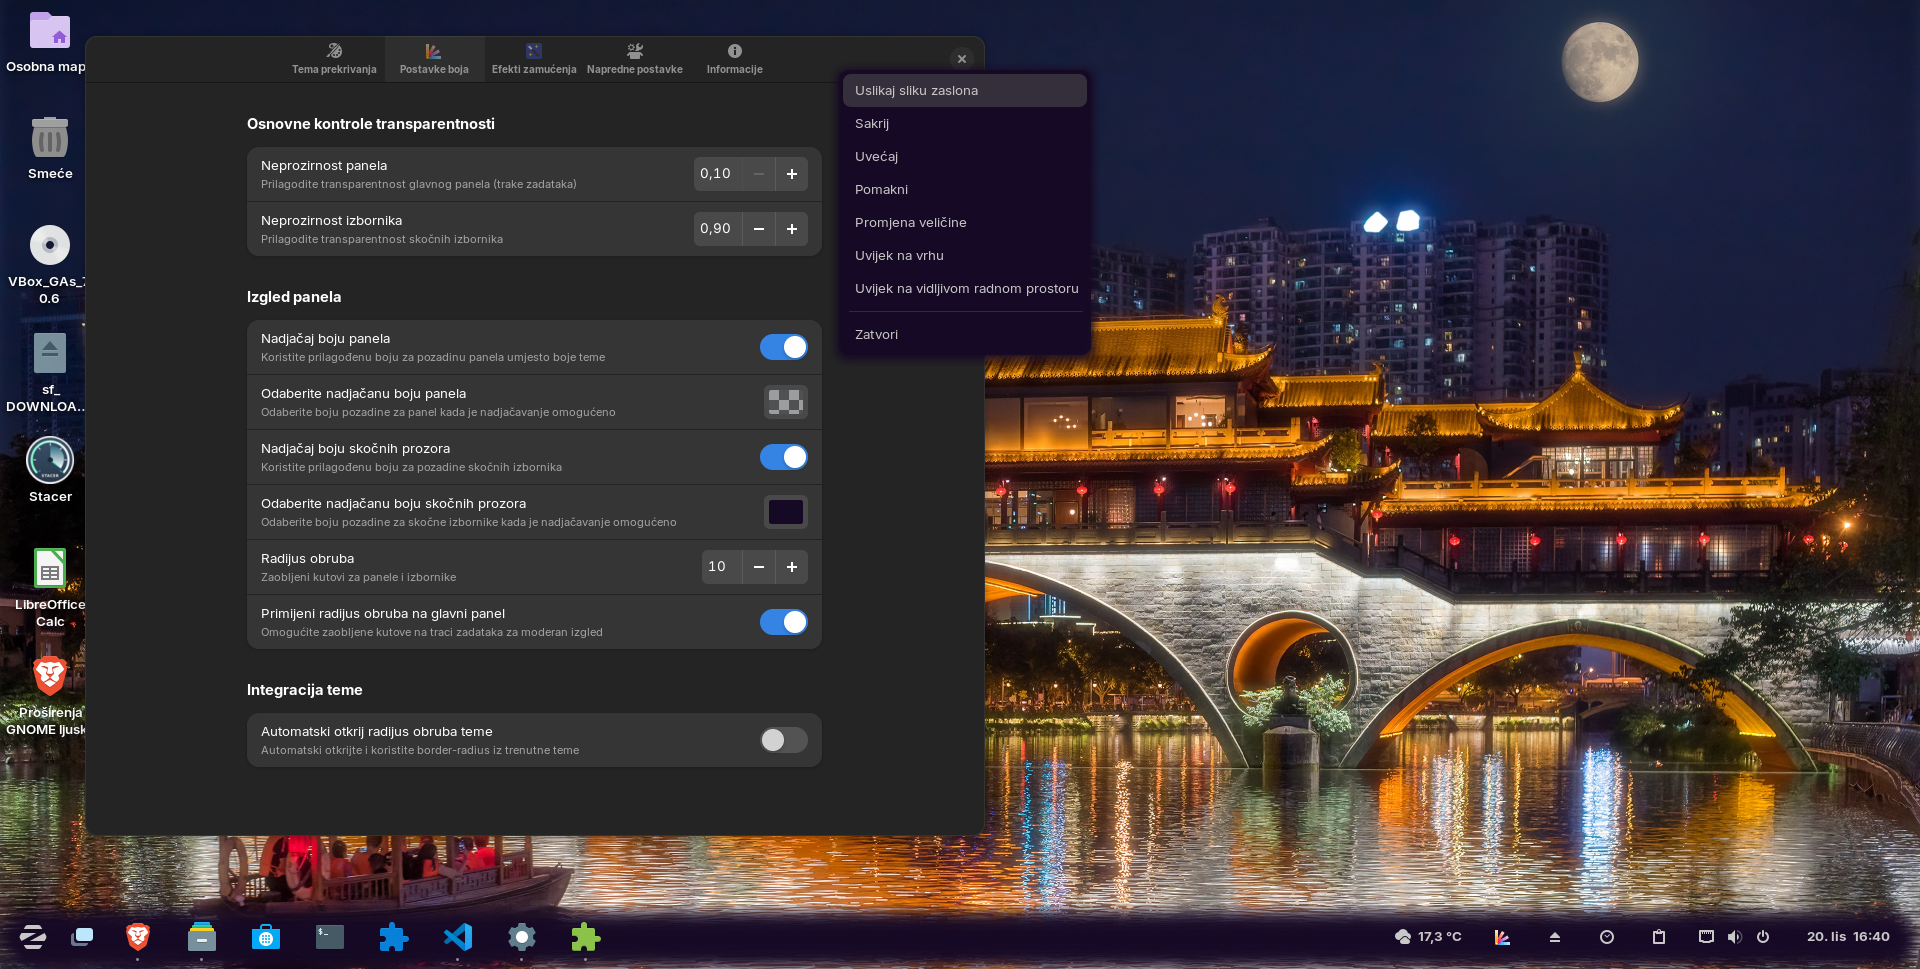 Osobna mapa
Smeće
VBox_GAs_7
0.6
sf_
DOWNLOA...
STACER
Stacer
LibreOffice
Calc
Proširenja
GNOME ljusk
Tema prekrivanja
Postavke boja
Efekti zamućenja
Napredne postavke
Informacije
Osnovne kontrole transparentnosti
Neprozirnost panela
Prilagodite transparentnost glavnog panela (trake zadataka)
0,10
Neprozirnost izbornika
Prilagodite transparentnost skočnih izbornika
0,90
Izgled panela
Nadjačaj boju panela
Koristite prilagođenu boju za pozadinu panela umjesto boje teme
Odaberite nadjačanu boju panela
Odaberite boju pozadine za panel kada je nadjačavanje omogućeno
Nadjačaj boju skočnih prozora
Koristite prilagođenu boju za pozadine skočnih izbornika
Odaberite nadjačanu boju skočnih prozora
Odaberite boju pozadine za skočne izbornike kada je nadjačavanje omogućeno
Radijus obruba
Zaobljeni kutovi za panele i izbornike
10
Primijeni radijus obruba na glavni panel
Omogućite zaobljene kutove na traci zadataka za moderan izgled
Integracija teme
Automatski otkrij radijus obruba teme
Automatski otkrijte i koristite border-radius iz trenutne teme
Uslikaj sliku zaslona
Sakrij
Uvećaj
Pomakni
Promjena veličine
Uvijek na vrhu
Uvijek na vidljivom radnom prostoru
Zatvori
17,3 °C
20. lis 16:40